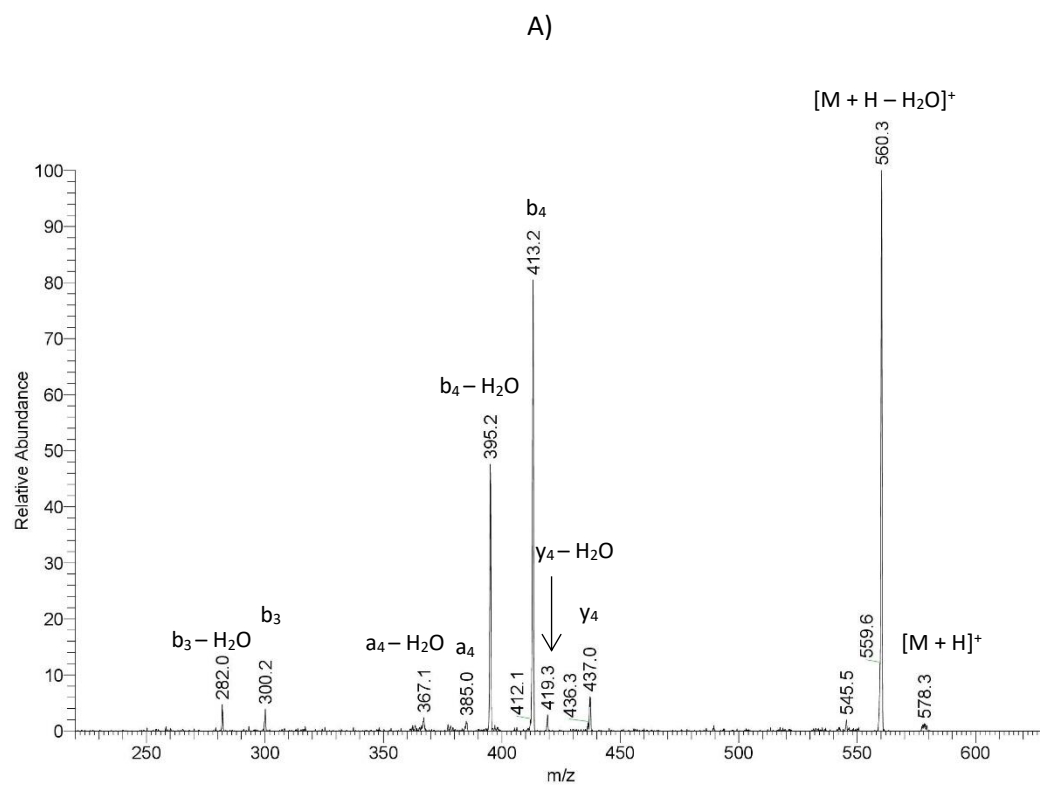 A)
[M + H – H₂O]⁺
560.3
100
90
b₄
413.2
80
70
60
b₄ – H₂O
395.2
50
40
Relative Abundance
30
y₄ – H₂O
20
y₄
b₃
b₃ – H₂O
a₄ – H₂O
a₄
559.6
[M + H]⁺
282.0
300.2
367.1
385.0
412.1
419.3
436.3
437.0
545.5
578.3
10
0
250
300
350
400
450
500
550
600
m/z